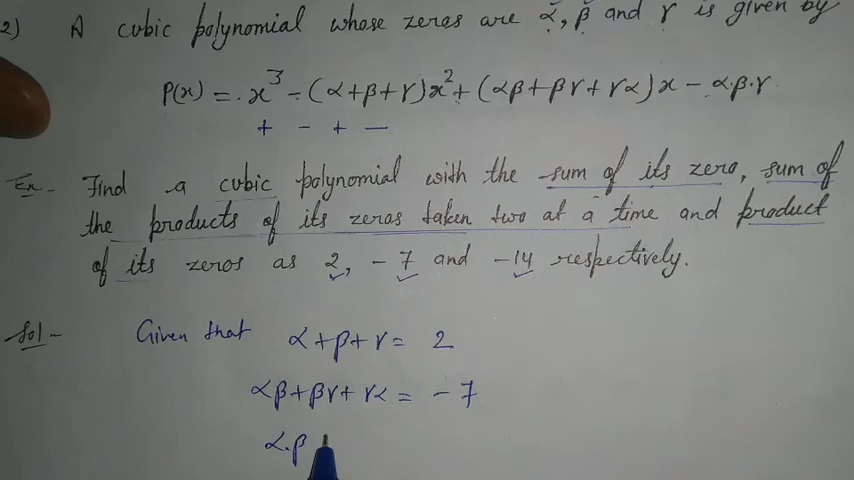 2) A cubic polynomial whose zeros are α, β and γ is given by
P(x) = x³ - (α+β+γ)x² + (αβ+βγ+γα)x - α.β.γ
+ - + -
Ex- Find a cubic polynomial with the sum of its zero, sum of
the products of its zeros taken two at a time and product
of its zeros as 2, -7 and -14 respectively.
Sol- Given that α+β+γ = 2
αβ+βγ+γα = -7
α.β